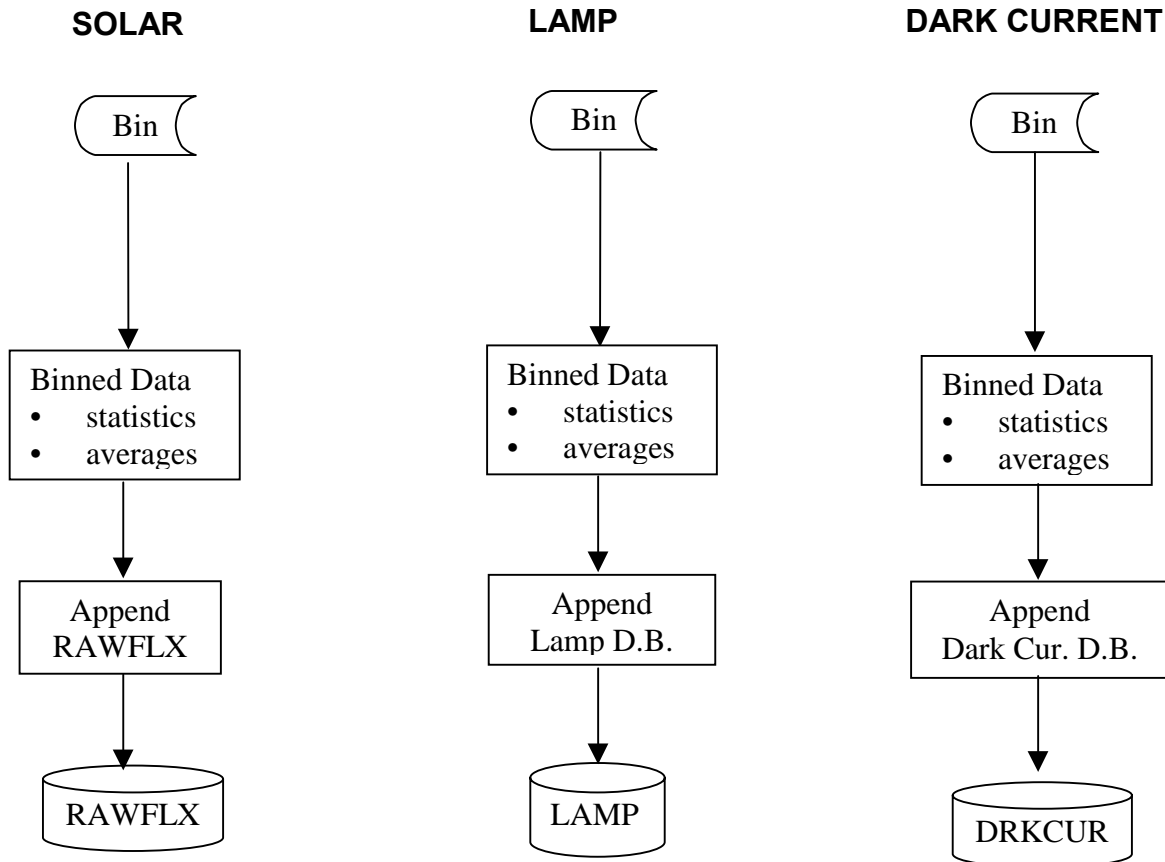 SOLAR
Bin
Binned Data
• statistics
• averages
Append
RAWFLX
RAWFLX
LAMP
Bin
Binned Data
• statistics
• averages
Append
Lamp D.B.
LAMP
DARK CURRENT
Bin
Binned Data
• statistics
• averages
Append
Dark Cur. D.B.
DRKCUR